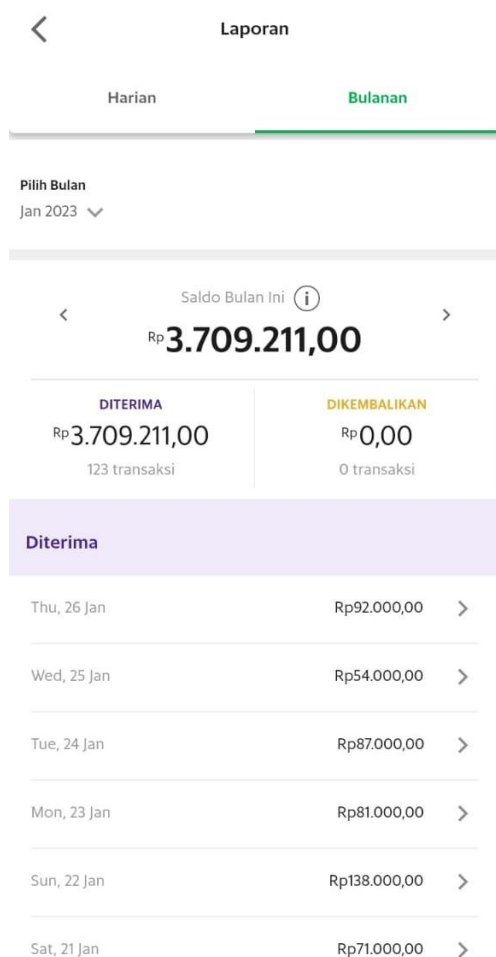 Laporan
Harian Bulanan
Pilih Bulan
Jan 2023
Saldo Bulan Ini i
Rp3.709.211,00
DITERIMA DIKEMBALIKAN
Rp3.709.211,00 Rp0,00
123 transaksi 0 transaksi
Diterima
Thu, 26 Jan Rp92.000,00
Wed, 25 Jan Rp54.000,00
Tue, 24 Jan Rp87.000,00
Mon, 23 Jan Rp81.000,00
Sun, 22 Jan Rp138.000,00
Sat, 21 Jan Rp71.000,00